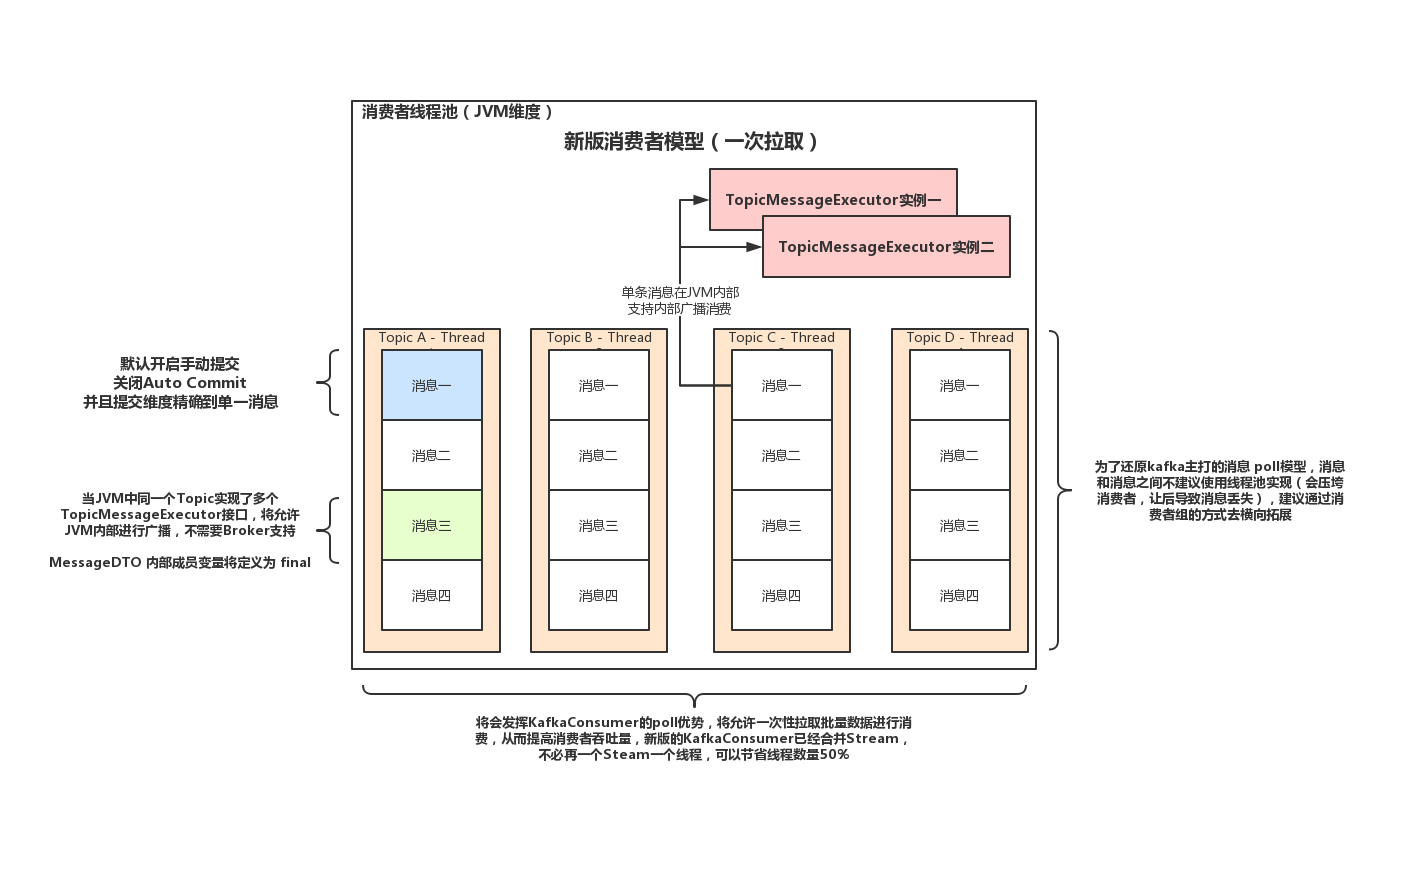 消费者线程池（JVM维度）
新版消费者模型（一次拉取）
TopicMessageExecutor实例一
TopicMessageExecutor实例二
单条消息在JVM内部
支持内部广播消费
Topic A - Thread
消息一
消息二
消息三
消息四
Topic B - Thread
消息一
消息二
消息三
消息四
Topic C - Thread
消息一
消息二
消息三
消息四
Topic D - Thread
消息一
消息二
消息三
消息四
默认开启手动提交
关闭Auto Commit
并且提交维度精确到单一消息
当JVM中同一个Topic实现了多个
TopicMessageExecutor接口，将允许
JVM内部进行广播，不需要Broker支持
MessageDTO 内部成员变量将定义为 final
为了还原kafka主打的消息 poll模型，消息
和消息之间不建议使用线程池实现（会压垮
消费者，让后导致消息丢失），建议通过消
费者组的方式去横向拓展
将会发挥KafkaConsumer的poll优势，将允许一次性拉取批量数据进行消
费，从而提高消费者吞吐量，新版的KafkaConsumer已经合并Stream，
不必再一个Steam一个线程，可以节省线程数量50%